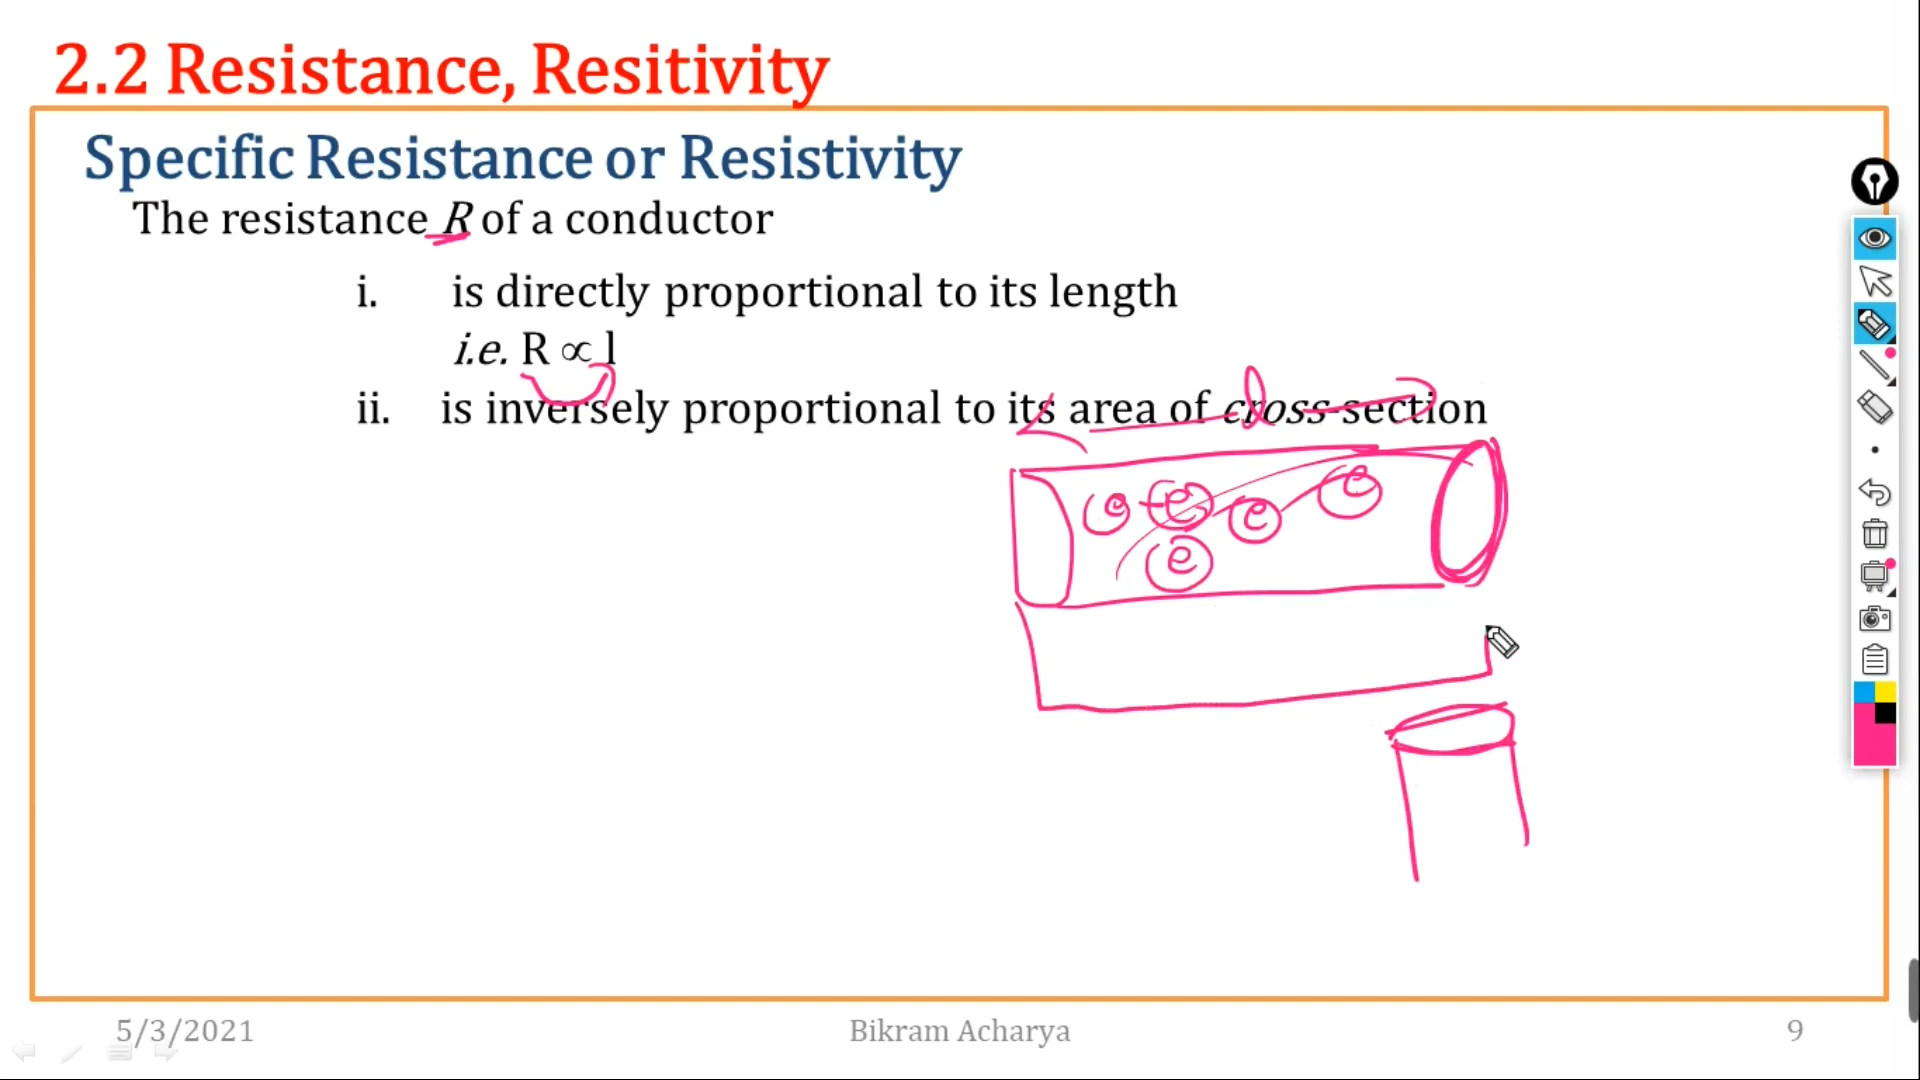 2.2 Resistance, Resitivity
Specific Resistance or Resistivity
The resistance R of a conductor
i. is directly proportional to its length
i.e. R ∝ l
ii. is inversely proportional to its area of cross-section
l
e e e e
e
5/3/2021 Bikram Acharya 9